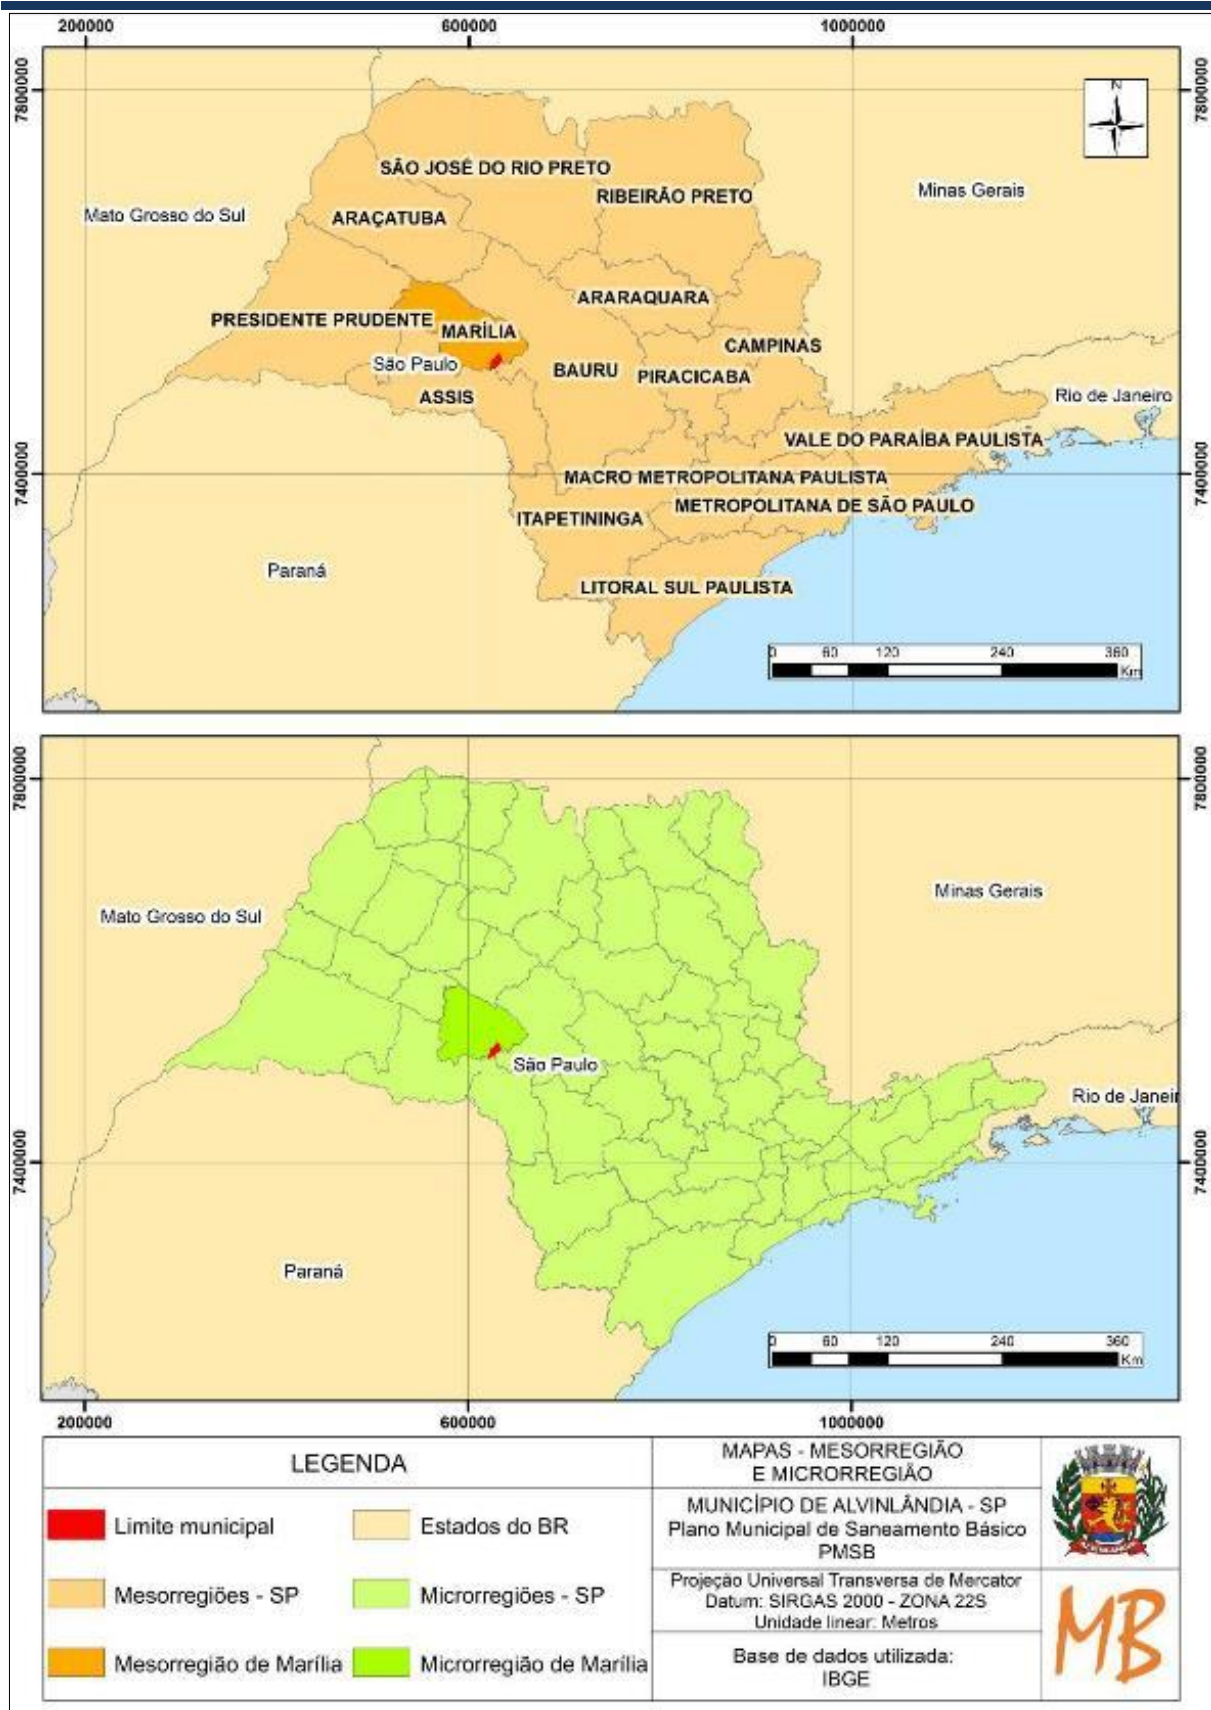 200000 600000 1000000
7800000 7800000
N
SÃO JOSÉ DO RIO PRETO
RIBEIRÃO PRETO
Minas Gerais
Mato Grosso do Sul
ARAÇATUBA
ARARAQUARA
PRESIDENTE PRUDENTE
MARÍLIA
CAMPINAS
São Paulo
BAURU
PIRACICABA
ASSIS
Rio de Janeiro
VALE DO PARAÍBA PAULISTA
7400000 7400000
MACRO METROPOLITANA PAULISTA
METROPOLITANA DE SÃO PAULO
ITAPETININGA
Paraná
LITORAL SUL PAULISTA
0 60 120 240 360
Km
7800000 7800000
Minas Gerais
Mato Grosso do Sul
São Paulo
Rio de Janeir
7400000 7400000
Paraná
0 60 120 240 360
Km
200000 600000 1000000
LEGENDA
Limite municipal
Estados do BR
Mesorregiões - SP
Microrregiões - SP
Mesorregião de Marília
Microrregião de Marília
MAPAS - MESORREGIÃO
E MICRORREGIÃO
MUNICÍPIO DE ALVINLÂNDIA - SP
Plano Municipal de Saneamento Básico
PMSB
Projeção Universal Transversa de Mercator
Datum: SIRGAS 2000 - ZONA 22S
Unidade linear: Metros
Base de dados utilizada:
IBGE
MB